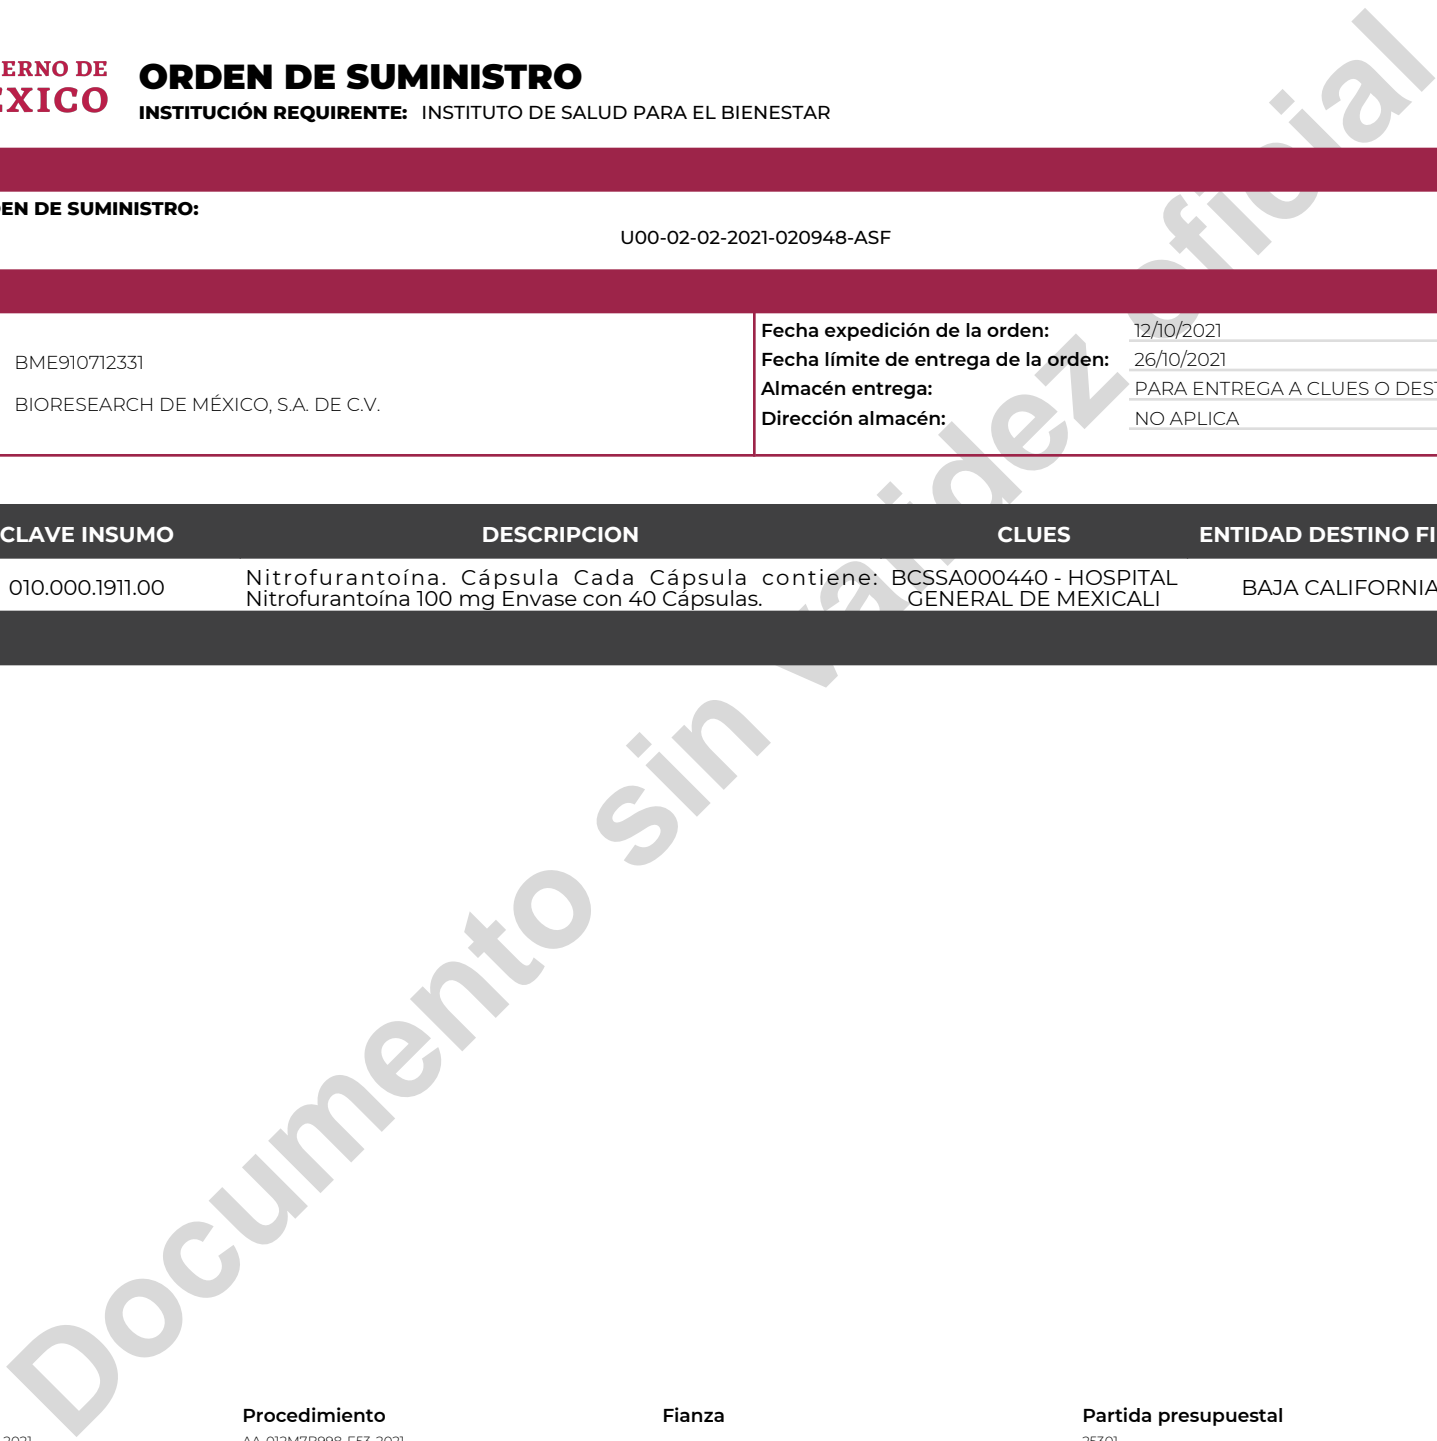 ERNO DE
EXICO
ORDEN DE SUMINISTRO
INSTITUCIÓN REQUIRENTE: INSTITUTO DE SALUD PARA EL BIENESTAR
EN DE SUMINISTRO:
U00-02-02-2021-020948-ASF
BME910712331
BIORESEARCH DE MÉXICO, S.A. DE C.V.
Fecha expedición de la orden: 12/10/2021
Fecha límite de entrega de la orden: 26/10/2021
Almacén entrega: PARA ENTREGA A CLUES O DEST
Dirección almacén: NO APLICA
CLAVE INSUMO DESCRIPCION CLUES ENTIDAD DESTINO FI
010.000.1911.00
Nitrofurantoína. Cápsula Cada Cápsula contiene:
Nitrofurantoína 100 mg Envase con 40 Cápsulas.
BCSSA000440 - HOSPITAL
GENERAL DE MEXICALI
BAJA CALIFORNIA
Documento sin validez oficial
Procedimiento Fianza Partida presupuestal